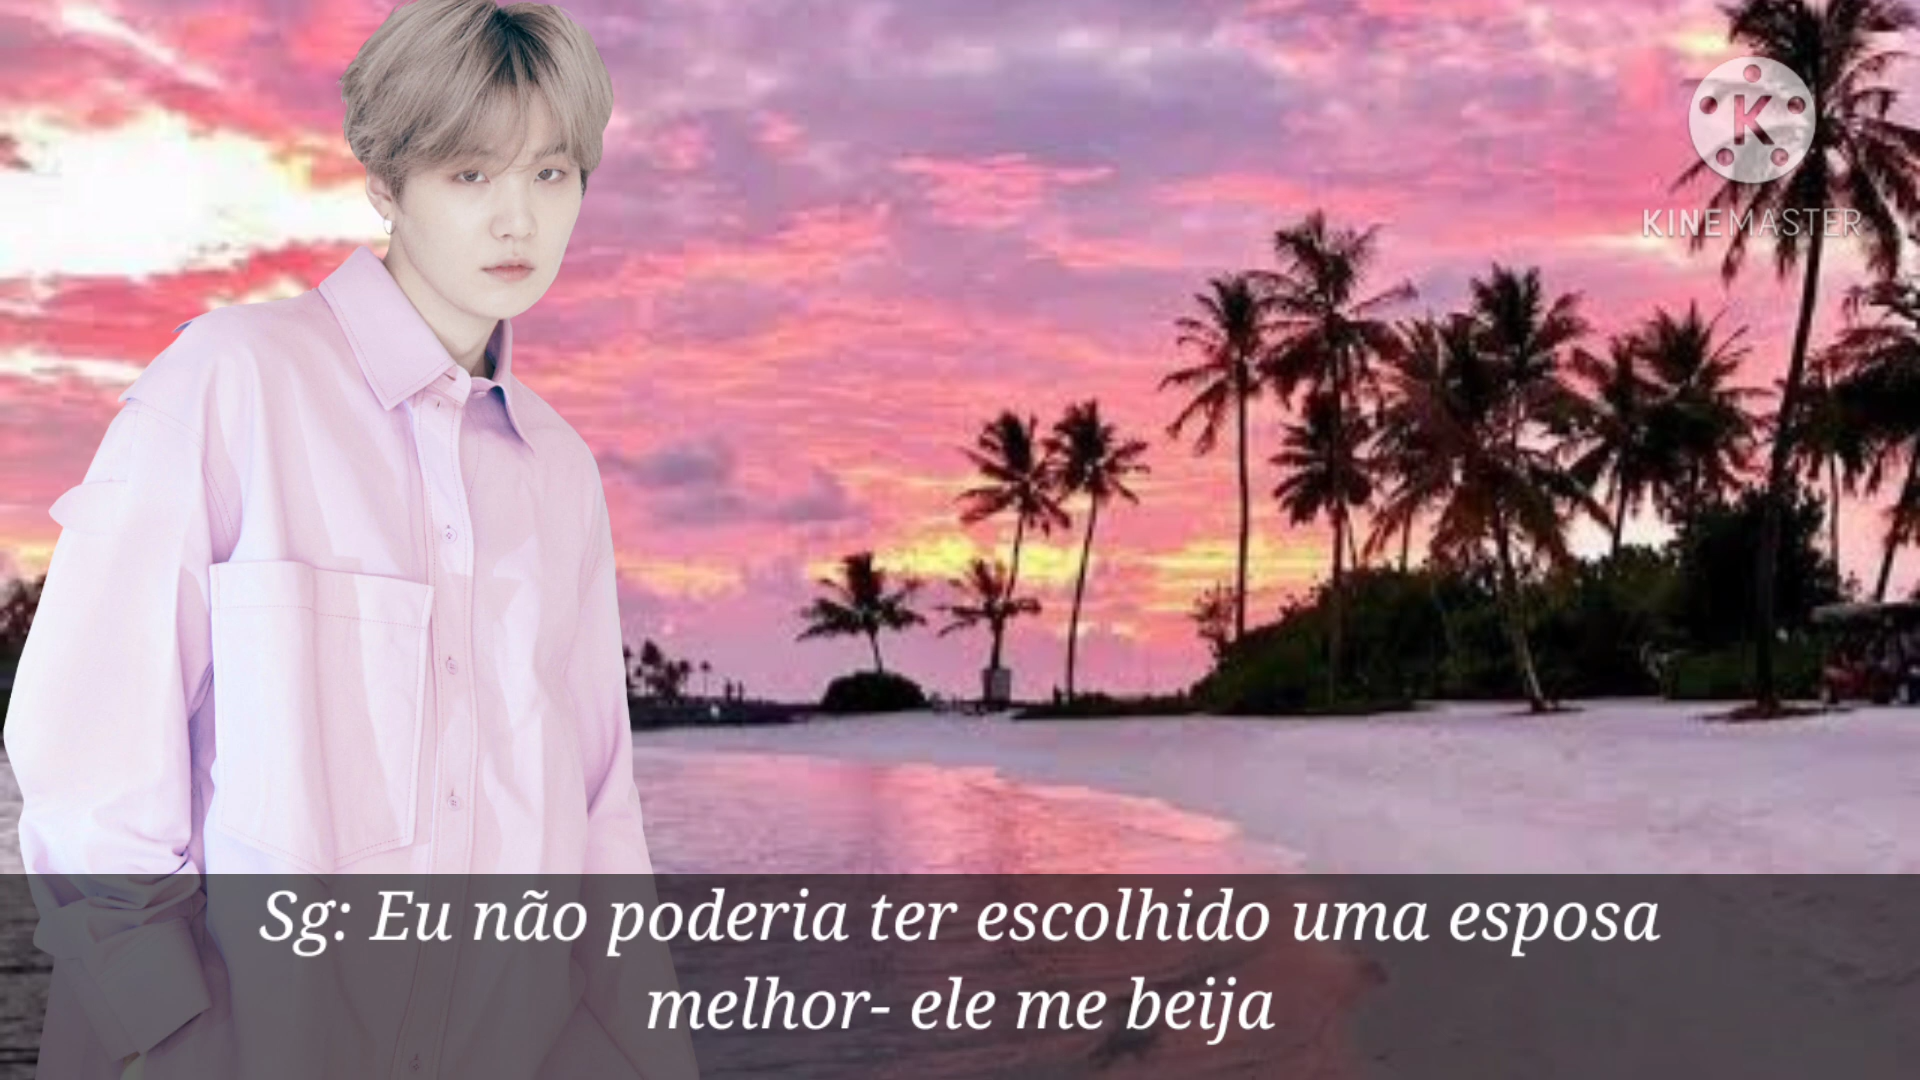 K
KINEMASTER
Sg: Eu não poderia ter escolhido uma esposa
melhor- ele me beija